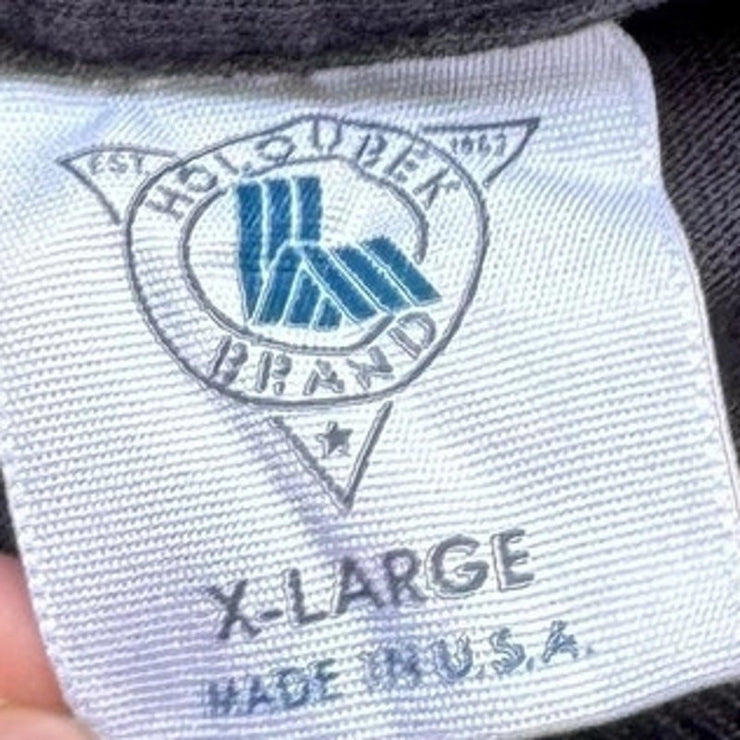 EST
HOLOUBEK
1963
BRAND
X-LARGE
MADE IN U.S.A.